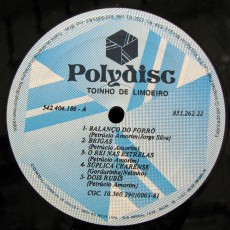 Polydisc
TOINHO DE LIMOEIRO
342.404.186 - A
821.262.22
1- BALANÇO DO FORRÓ
(Petrúcio Amorim/Jorge Silva)
2- BRIGAS
(Petrúcio Amorim)
3- O REI NAS ESTRELAS
(Petrúcio Amorim)
4- SÚPLICA CEARENSE
(Gordurinha/Nelinho)
5- DOIS RUBIS
(Petrúcio Amorim)
CGC. 10.360.290/0001-81